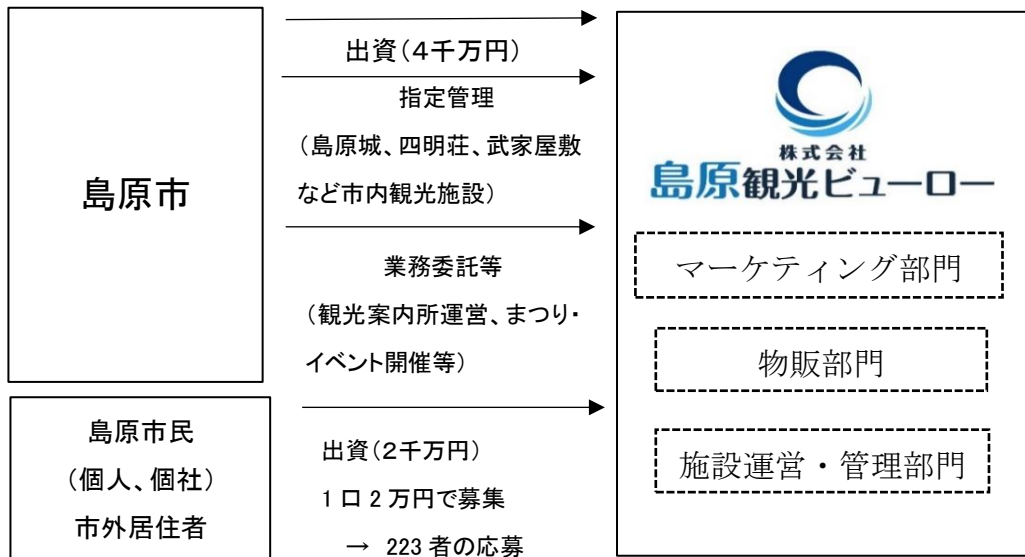 島原市
出資(4千万円)
指定管理
(島原城、四明荘、武家屋敷
など市内観光施設)
業務委託等
(観光案内所運営、まつり・
イベント開催等)
島原市民
(個人、個社)
市外居住者
出資(2千万円)
1口2万円で募集
→ 223者の応募
株式会社
島原観光ビューロー
マーケティング部門
物販部門
施設運営・管理部門